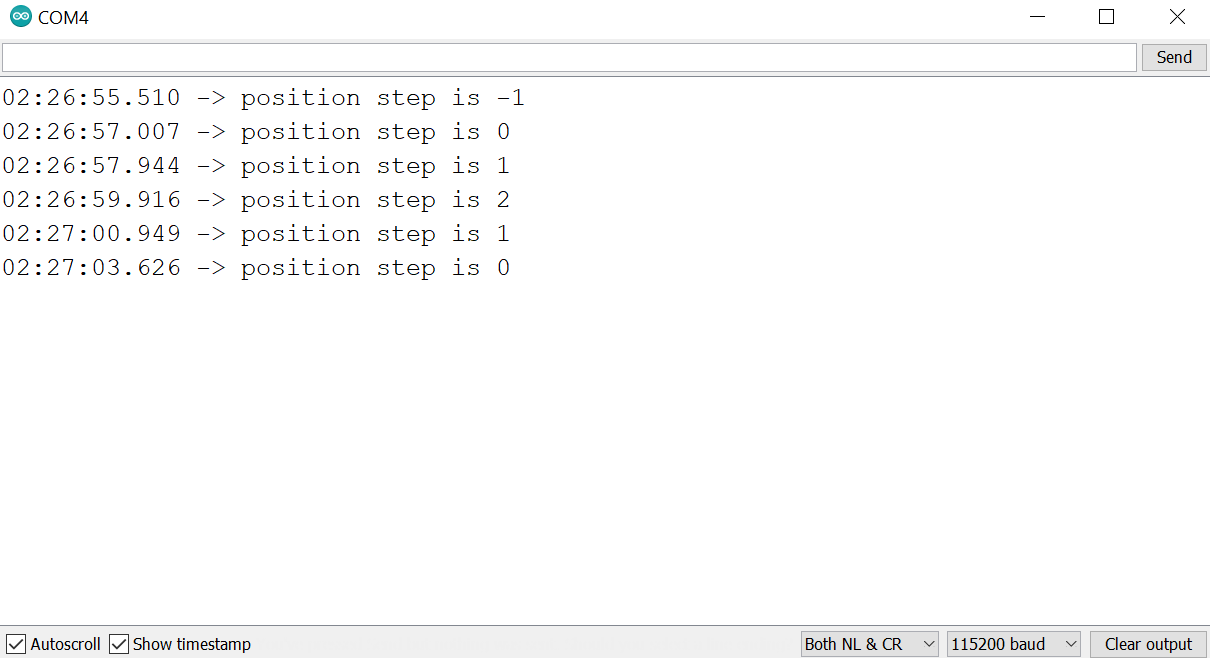 COM4
Send
02:26:55.510 -> position step is -1
02:26:57.007 -> position step is 0
02:26:57.944 -> position step is 1
02:26:59.916 -> position step is 2
02:27:00.949 -> position step is 1
02:27:03.626 -> position step is 0
Autoscroll Show timestamp Both NL & CR 115200 baud Clear output